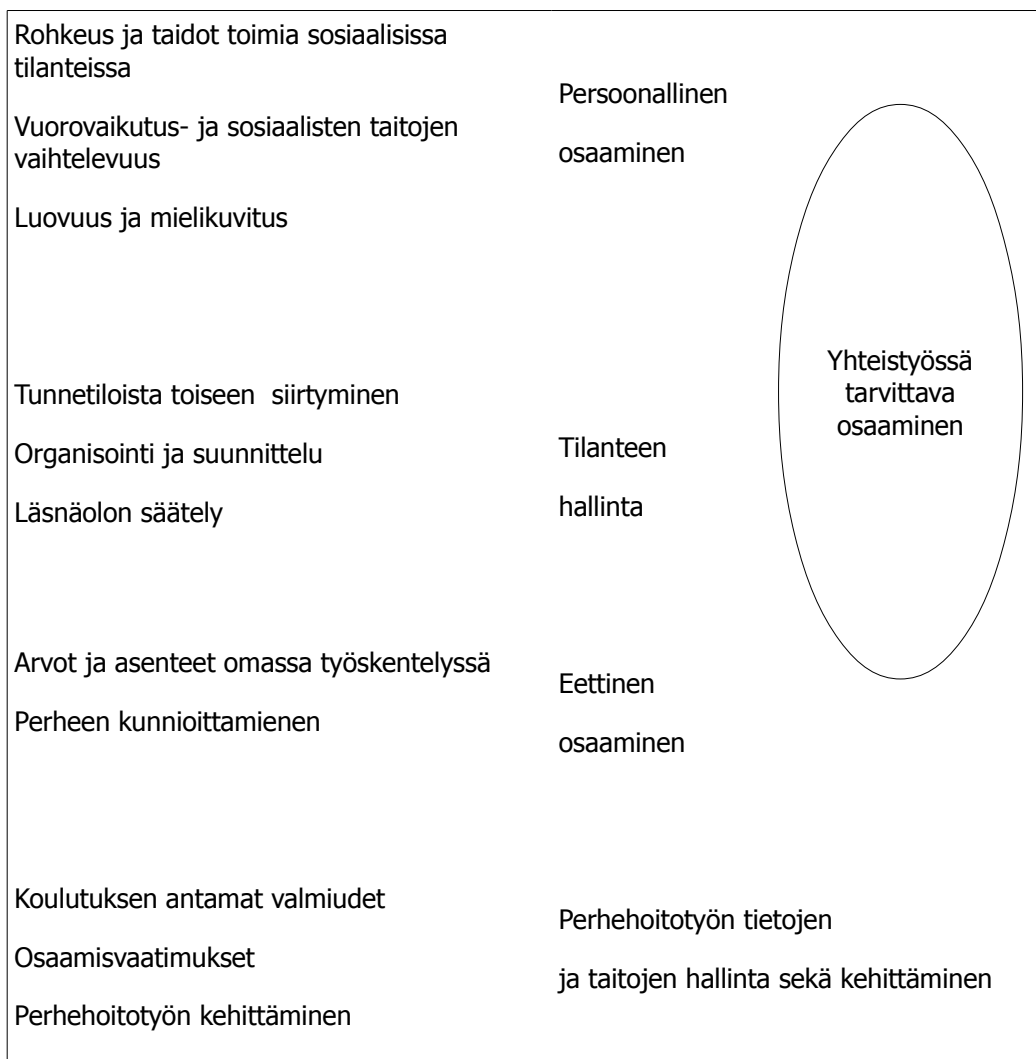 Rohkeus ja taidot toimia sosiaalisissa
tilanteissa
Vuorovaikutus- ja sosiaalisten taitojen
vaihtelevuus
Luovuus ja mielikuvitus
Persoonallinen
osaaminen
Tunnetiloista toiseen  siirtyminen
Organisointi ja suunnittelu
Läsnäolon säätely
Tilanteen
hallinta
Yhteistyössä
tarvittava
osaaminen
Arvot ja asenteet omassa työskentelyssä
Perheen kunnioittamienen
Eettinen
osaaminen
Koulutuksen antamat valmiudet
Osaamisvaatimukset
Perhehoitotyön kehittäminen
Perhehoitotyön tietojen
ja taitojen hallinta sekä kehittäminen